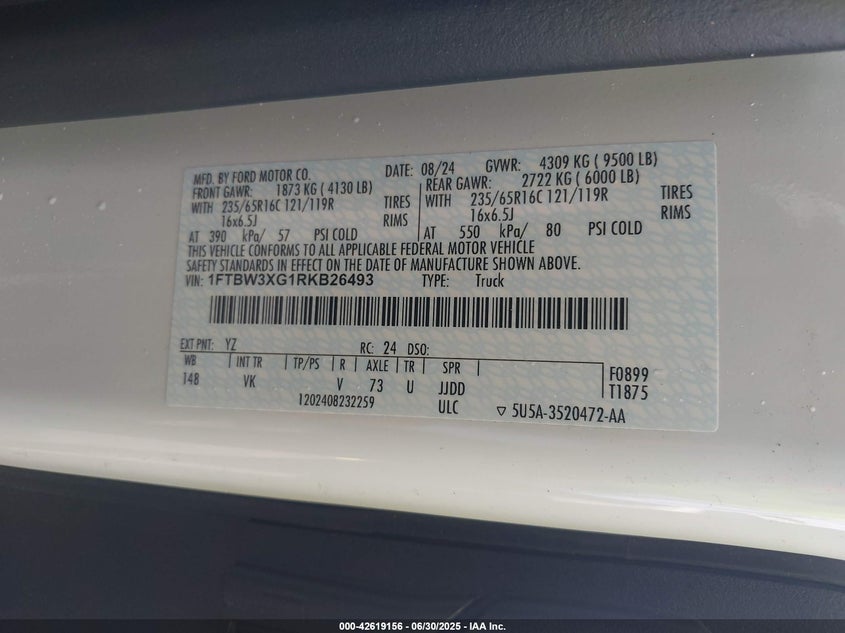 MFD. BY FORD MOTOR CO. DATE: 08/24 GVWR: 4309 KG ( 9500 LB)
FRONT GAWR: 1873 KG ( 4130 LB) REAR GAWR: 2722 KG ( 6000 LB)
WITH 235/65R16C 121/119R TIRES WITH 235/65R16C 121/119R TIRES
16x6.5J RIMS 16x6.5J RIMS
AT 390 kPa/ 57 PSI COLD AT 550 kPa/ 80 PSI COLD
THIS VEHICLE CONFORMS TO ALL APPLICABLE FEDERAL MOTOR VEHICLE
SAFETY STANDARDS IN EFFECT ON THE DATE OF MANUFACTURE SHOWN ABOVE.
VIN: 1FTBW3XG1RKB26493 TYPE: Truck
EXT PNT: YZ RC: 24 DSO:
WB INT TR TP/PS R AXLE TR SPR F0899
148 VK V 73 U JJDD T1875
1202408232259 ULC 5U5A-3520472-AA
000-42619156 - 06/30/2025 - IAA Inc.